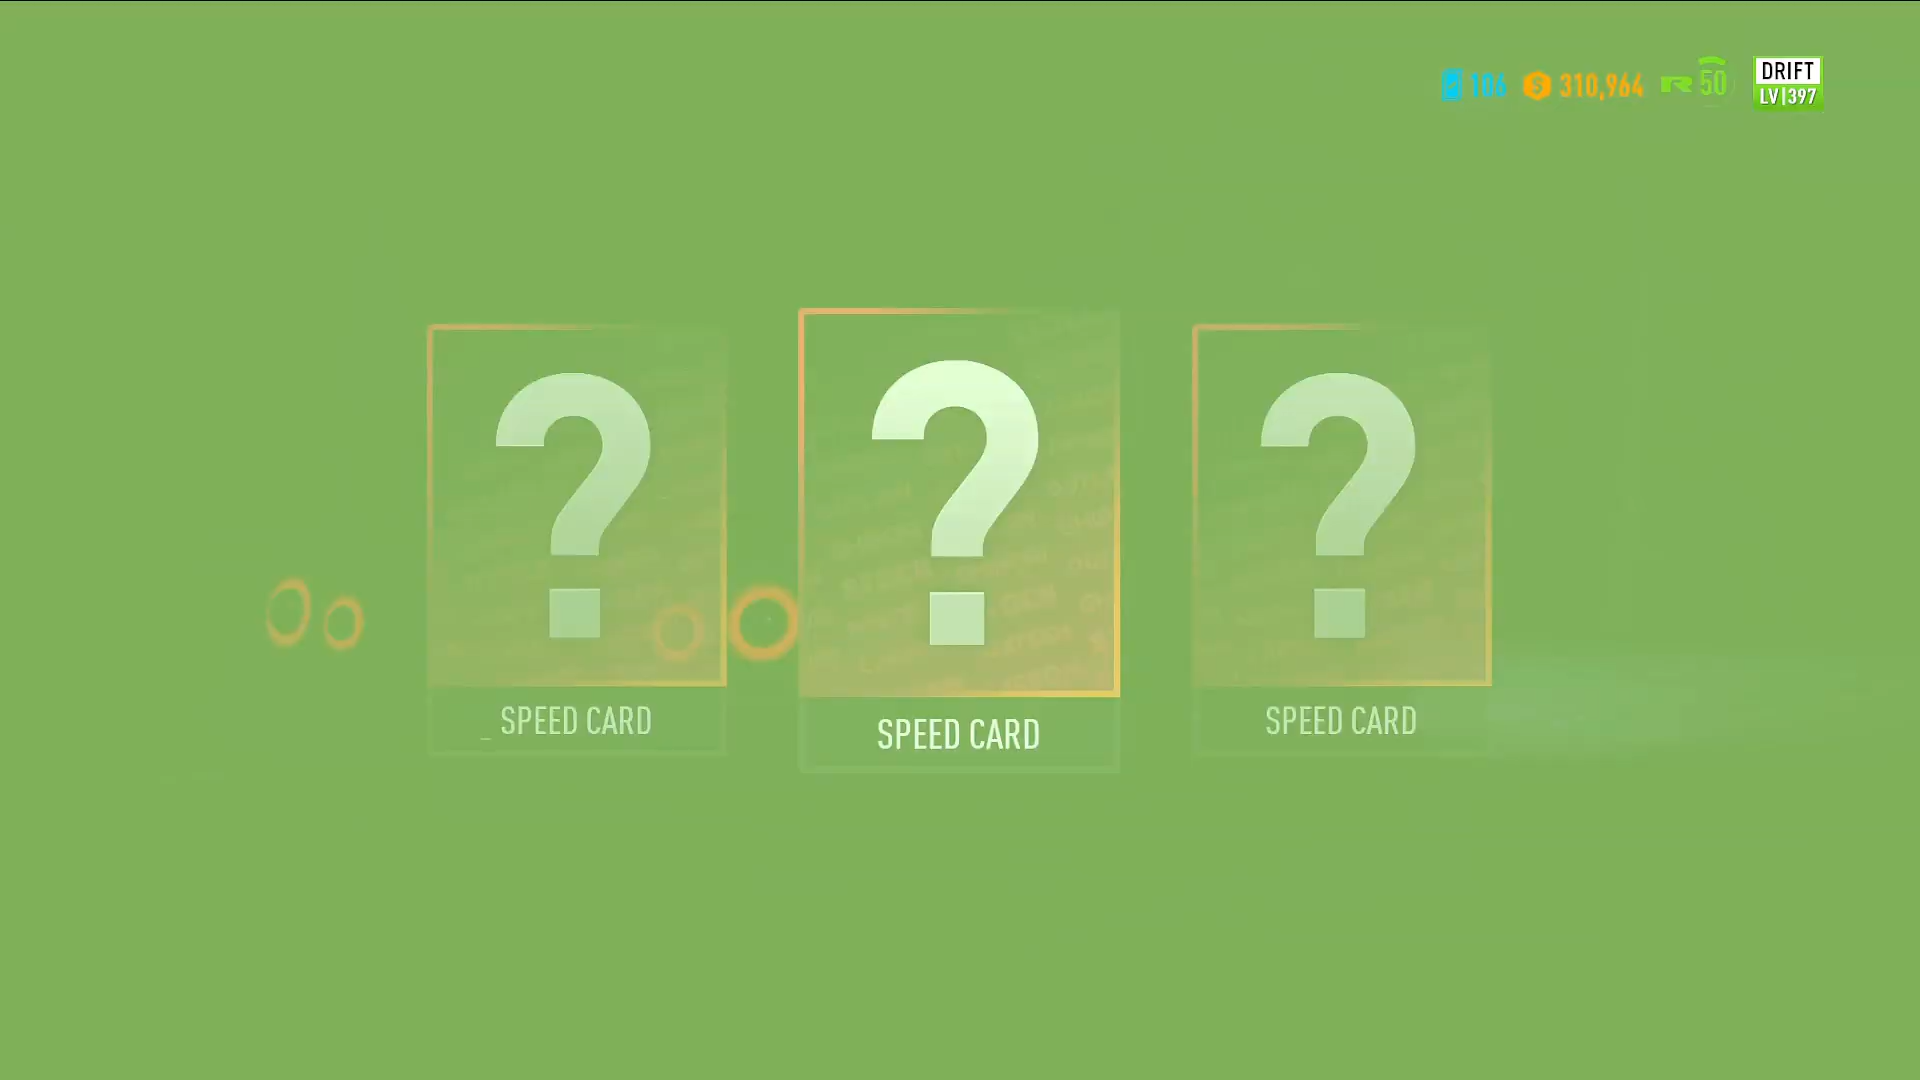 106 310,964 R 50 DRIFT
LV|397
? ? ?
SPEED CARD SPEED CARD SPEED CARD